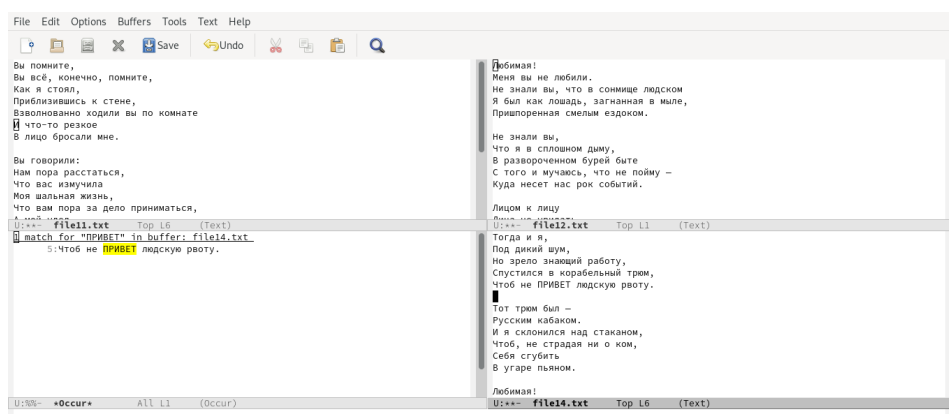 File Edit Options Buffers Tools Text Help
Save Undo
Вы помните,
Вы всё, конечно, помните,
Как я стоял,
Приблизившись к стене,
Взволнованно ходили вы по комнате
И что-то резкое
В лицо бросали мне.
Вы говорили:
Нам пора расстаться,
Что вас измучила
Моя шальная жизнь,
Что вам пора за дело приниматься,
U:**- file11.txt Top L6 (Text)
Любимая!
Меня вы не любили.
Не знали вы, что в сонмище людском
Я был как лошадь, загнанная в мыле,
Пришпоренная смелым ездоком.
Не знали вы,
Что я в сплошном дыму,
В развороченном бурей быте
С того и мучаюсь, что не пойму —
Куда несет нас рок событий.
Лицом к лицу
U:**- file12.txt Top L1 (Text)
1 match for "ПРИВЕТ" in buffer: file14.txt
5:Чтоб не ПРИВЕТ людскую рвоту.
U:%%- *Occur* All L1 (Occur)
Тогда и я,
Под дикий шум,
Но зрело знающий работу,
Спустился в корабельный трюм,
Чтоб не ПРИВЕТ людскую рвоту.
Тот трюм был —
Русским кабаком.
И я склонился над стаканом,
Чтоб, не страдая ни о ком,
Себя сгубить
В угаре пьяном.
Любимая!
U:**- file14.txt Top L6 (Text)